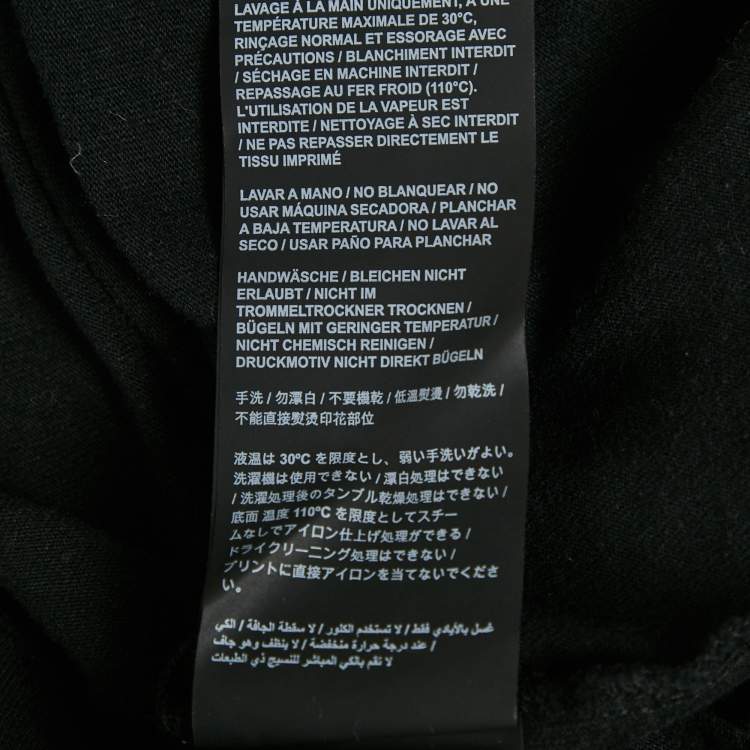 LAVAGE À LA MAIN UNIQUEMENT, À UNE
TEMPÉRATURE MAXIMALE DE 30°C,
RINÇAGE NORMAL ET ESSORAGE AVEC
PRÉCAUTIONS / BLANCHIMENT INTERDIT
/ SÉCHAGE EN MACHINE INTERDIT /
REPASSAGE AU FER FROID (110°C).
L'UTILISATION DE LA VAPEUR EST
INTERDITE / NETTOYAGE À SEC INTERDIT
/ NE PAS REPASSER DIRECTEMENT LE
TISSU IMPRIMÉ
LAVAR A MANO / NO BLANQUEAR / NO
USAR MÁQUINA SECADORA / PLANCHAR
A BAJA TEMPERATURA / NO LAVAR AL
SECO / USAR PAÑO PARA PLANCHAR
HANDWÄSCHE / BLEICHEN NICHT
ERLAUBT / NICHT IM
TROMMELTROCKNER TROCKNEN /
BÜGELN MIT GERINGER TEMPERATUR /
NICHT CHEMISCH REINIGEN /
DRUCKMOTIV NICHT DIREKT BÜGELN
手洗 / 勿漂白 / 不要機乾 / 低溫熨燙 / 勿乾洗 /
不能直接熨燙印花部位
液温は 30ºC を限度とし、弱い手洗いがよい。
洗濯機は使用できない / 漂白処理はできない
/ 洗濯処理後のタンブル乾燥処理はできない /
底面 温度 110ºC を限度としてスチー
ムなしでアイロン仕上げ処理ができる /
ドライクリーニング処理はできない /
プリントに直接アイロンを当てないでくださ
い。
غسل بالأيادي فقط / لا تستخدم الكلور / لا سقطة الجافة / الكي
/ عند درجة حرارة منخفضة / لا ينظف وهو جاف
لا تقم بالكي المباشر للنسيج ذي الطبعات